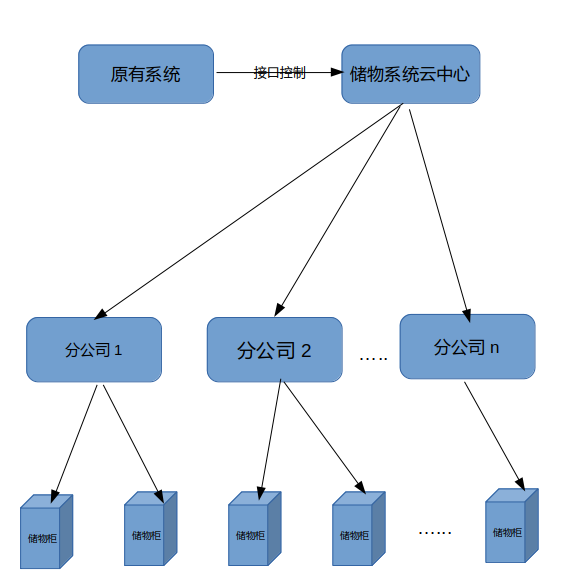 原有系统
接口控制
储物系统云中心
分公司 1
分公司 2
…..
分公司 n
储物柜
储物柜
储物柜
储物柜
…...
储物柜